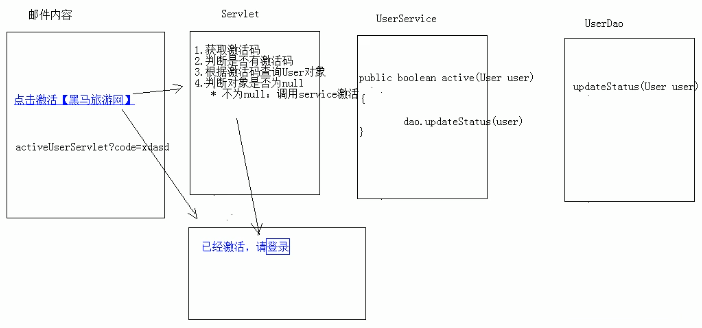 邮件内容
点击激活【黑马旅游网】
activeUserServlet?code=xdasd
Servlet
1.获取激活码
2.判断是否有激活码
3.根据激活码查询User对象
4.判断对象是否为null
* 不为null：调用service激活
UserService
public boolean active(User user)
{
dao.updateStatus(user)
}
UserDao
updateStatus(User user)
已经激活，请登录